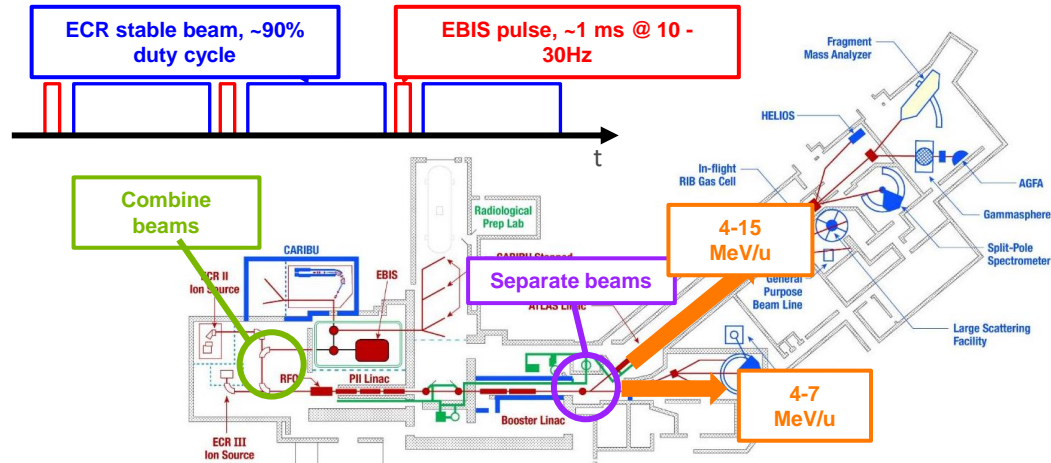 ECR stable beam, ~90%
duty cycle
EBIS pulse, ~1 ms @ 10 -
30Hz
t
Fragment
Mass Analyzer
HELIOS
In-flight
RIB Gas Cell
AGFA
Gammasphere
Split-Pole
Spectrometer
Large Scattering
Facility
General
Purpose
Beam Line
4-15
MeV/u
Combine
beams
Radiological
Prep Lab
CARIBU
EBIS
Separate beams
ATLAS Linac
ECR II
Ion Source
RFQ
PII Linac
Booster Linac
4-7
MeV/u
ECR III
Ion Source